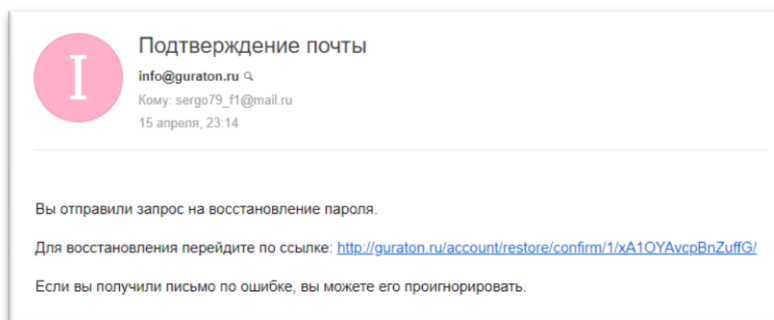 Подтверждение почты
I
info@guraton.ru
Кому: sergo79_f1@mail.ru
15 апреля, 23:14
Вы отправили запрос на восстановление пароля.
Для восстановления перейдите по ссылке: http://guraton.ru/account/restore/confirm/1/xA1OYAvcpBnZuffG/
Если вы получили письмо по ошибке, вы можете его проигнорировать.